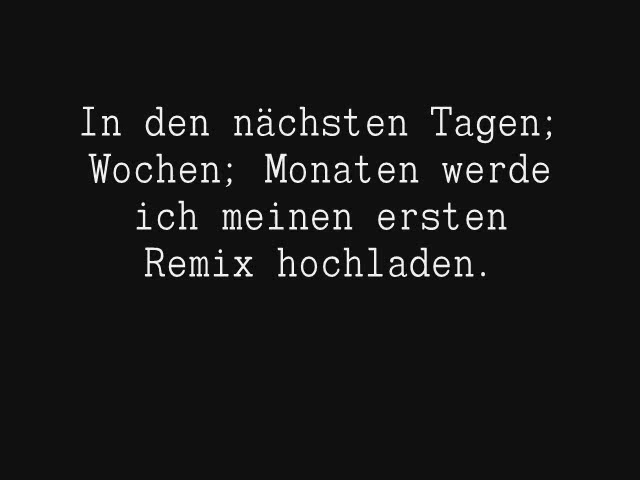 In den nächsten Tagen;
Wochen; Monaten werde
ich meinen ersten
Remix hochladen.